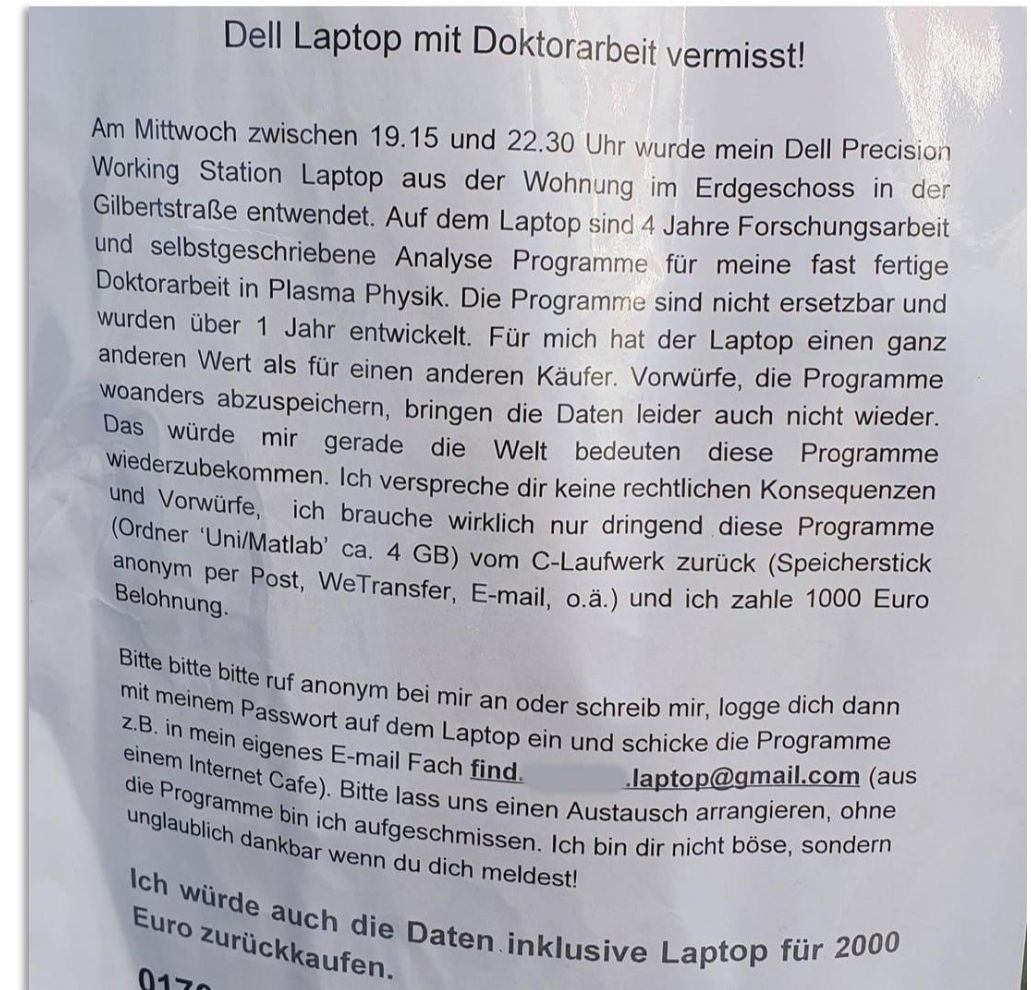 Dell Laptop mit Doktorarbeit vermisst!
Am Mittwoch zwischen 19.15 und 22.30 Uhr wurde mein Dell Precision
Working Station Laptop aus der Wohnung im Erdgeschoss in der
Gilbertstraße entwendet. Auf dem Laptop sind 4 Jahre Forschungsarbeit
und selbstgeschriebene Analyse Programme für meine fast fertige
Doktorarbeit in Plasma Physik. Die Programme sind nicht ersetzbar und
wurden über 1 Jahr entwickelt. Für mich hat der Laptop einen ganz
anderen Wert als für einen anderen Käufer. Vorwürfe, die Programme
woanders abzuspeichern, bringen die Daten leider auch nicht wieder.
Das würde mir gerade die Welt bedeuten diese Programme
wiederzubekommen. Ich verspreche dir keine rechtlichen Konsequenzen
und Vorwürfe, ich brauche wirklich nur dringend diese Programme
(Ordner 'Uni/Matlab' ca. 4 GB) vom C-Laufwerk zurück (Speicherstick
anonym per Post, WeTransfer, E-mail, o.ä.) und ich zahle 1000 Euro
Belohnung.
Bitte bitte bitte ruf anonym bei mir an oder schreib mir, logge dich dann
mit meinem Passwort auf dem Laptop ein und schicke die Programme
z.B. in mein eigenes E-mail Fach find. .laptop@gmail.com (aus
einem Internet Cafe). Bitte lass uns einen Austausch arrangieren, ohne
die Programme bin ich aufgeschmissen. Ich bin dir nicht böse, sondern
unglaublich dankbar wenn du dich meldest!
Ich würde auch die Daten inklusive Laptop für 2000
Euro zurückkaufen.